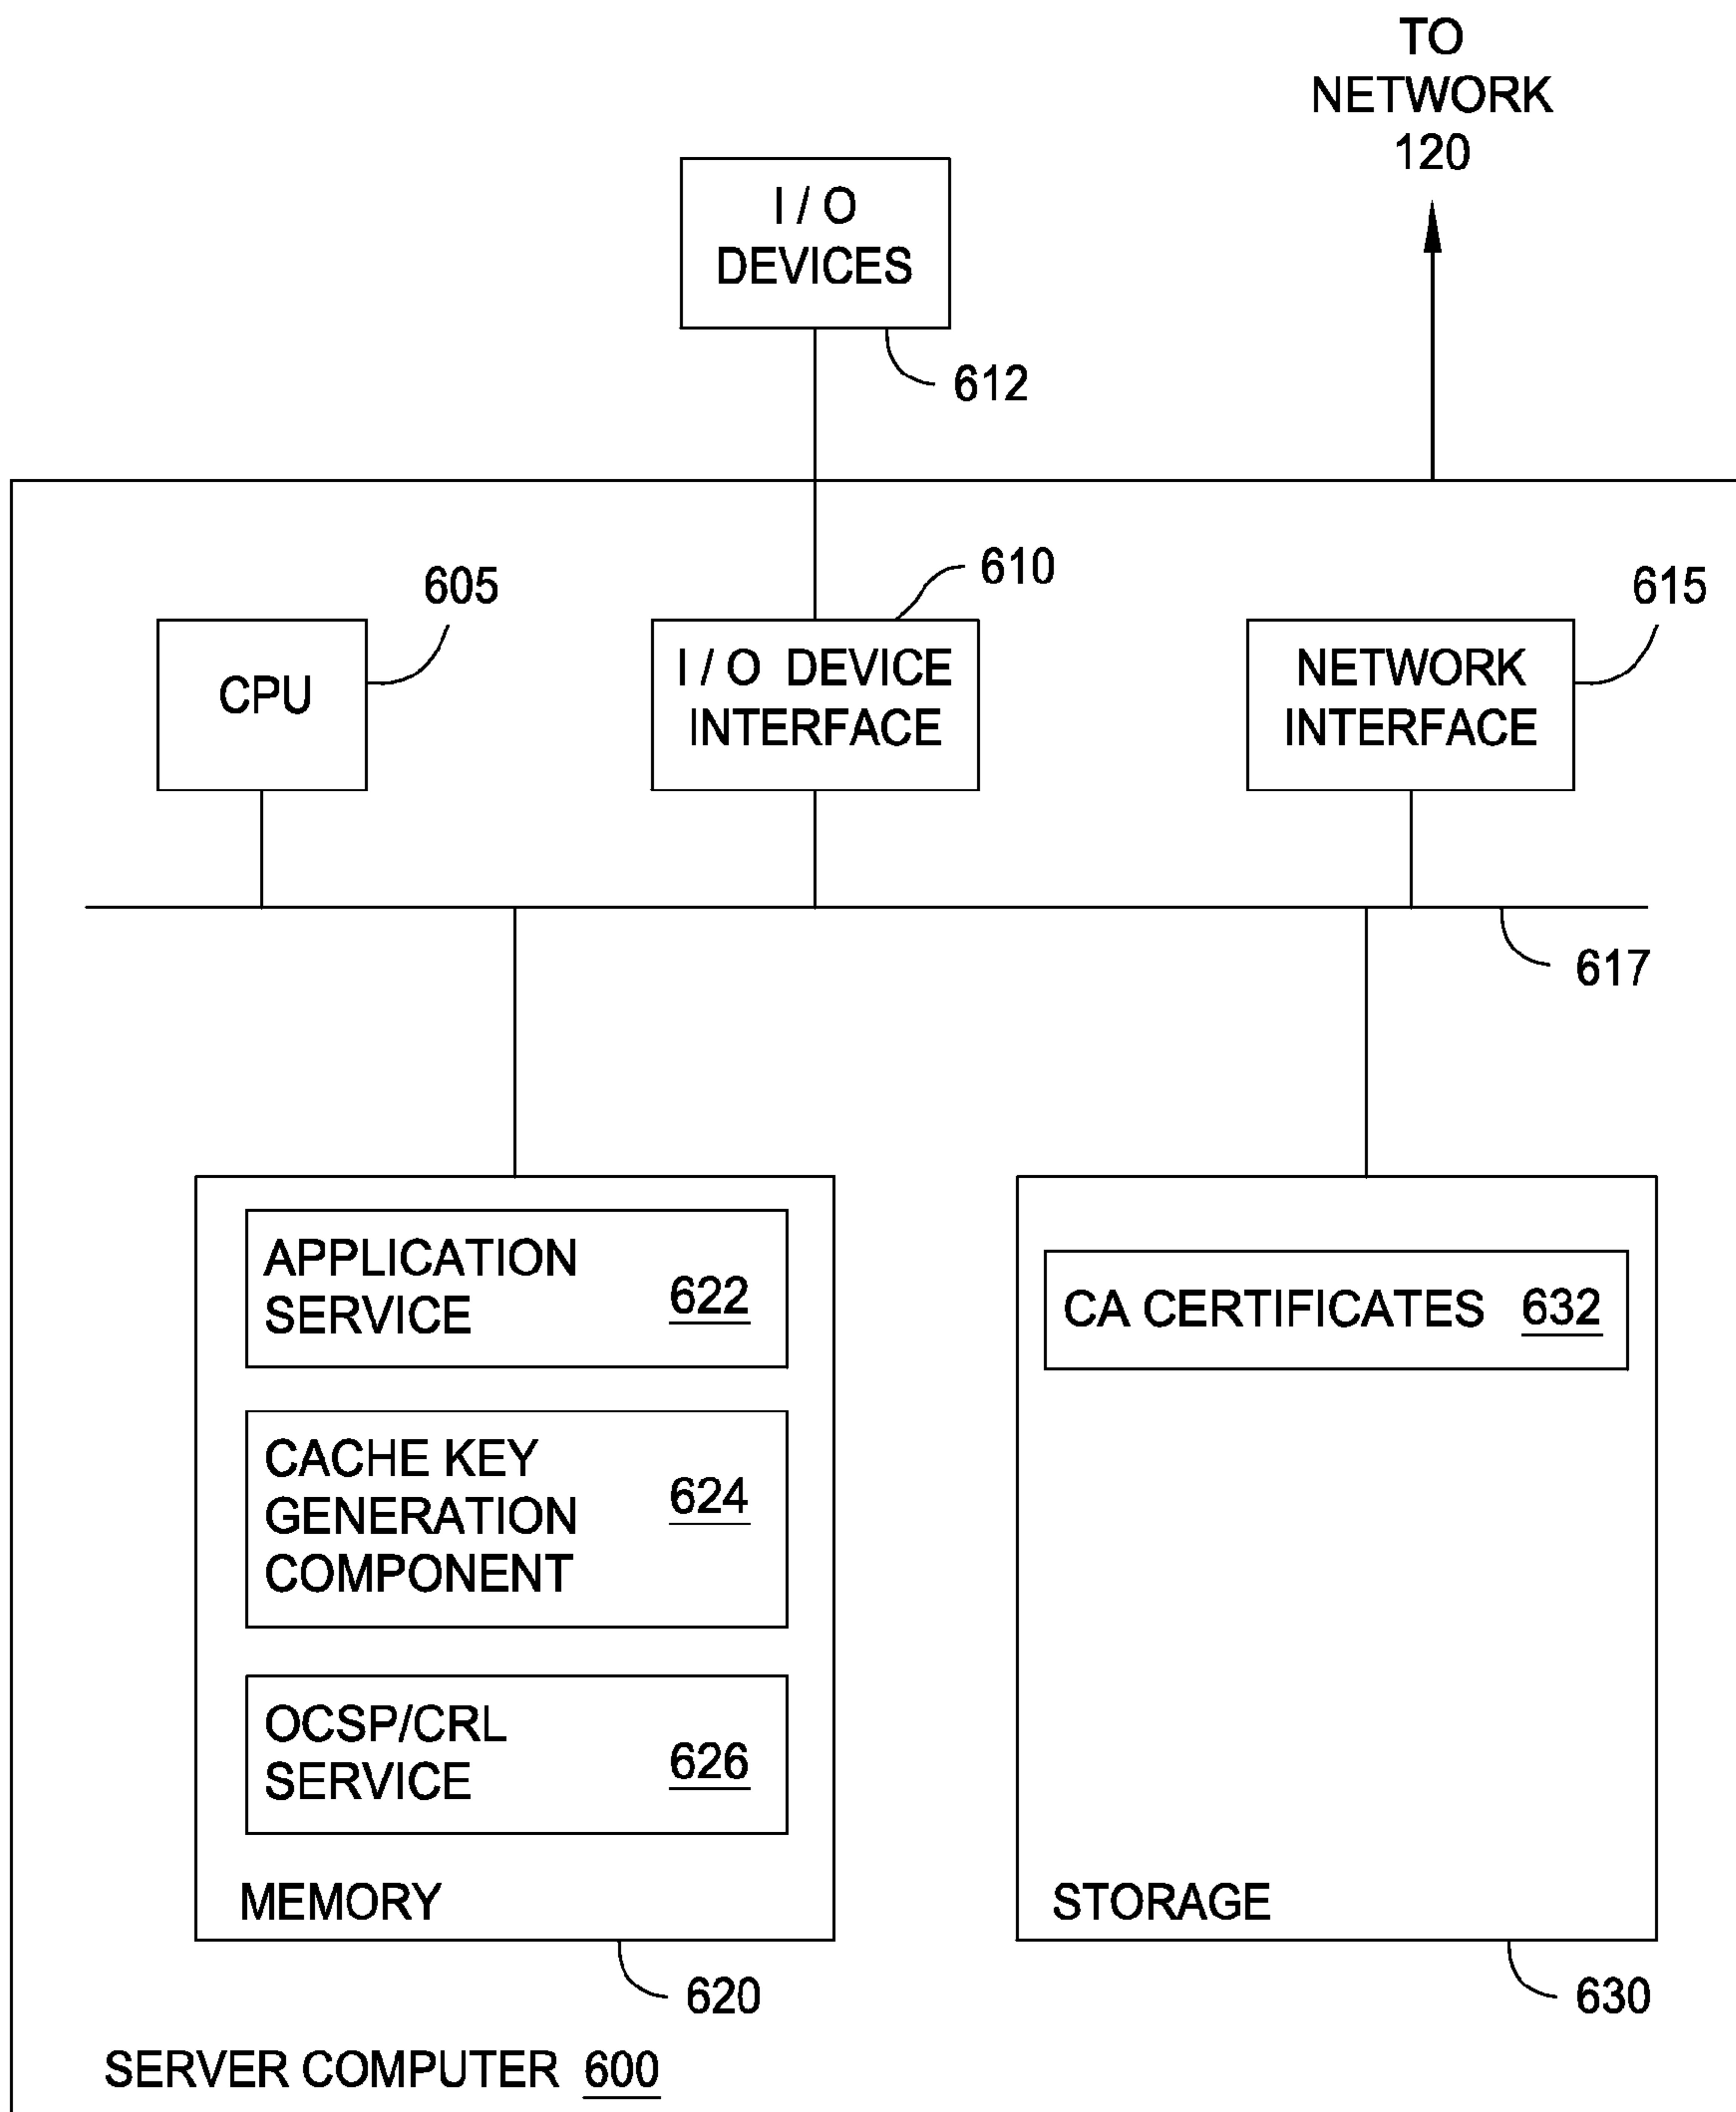 TO
NETWORK
120
I / O
DEVICES
612
610
605
615
CPU
I / O DEVICE
INTERFACE
NETWORK
INTERFACE
617
APPLICATION
SERVICE
622
CACHE KEY
GENERATION
COMPONENT
624
OCSP/CRL
SERVICE
626
MEMORY
620
CA CERTIFICATES 632
STORAGE
630
SERVER COMPUTER 600